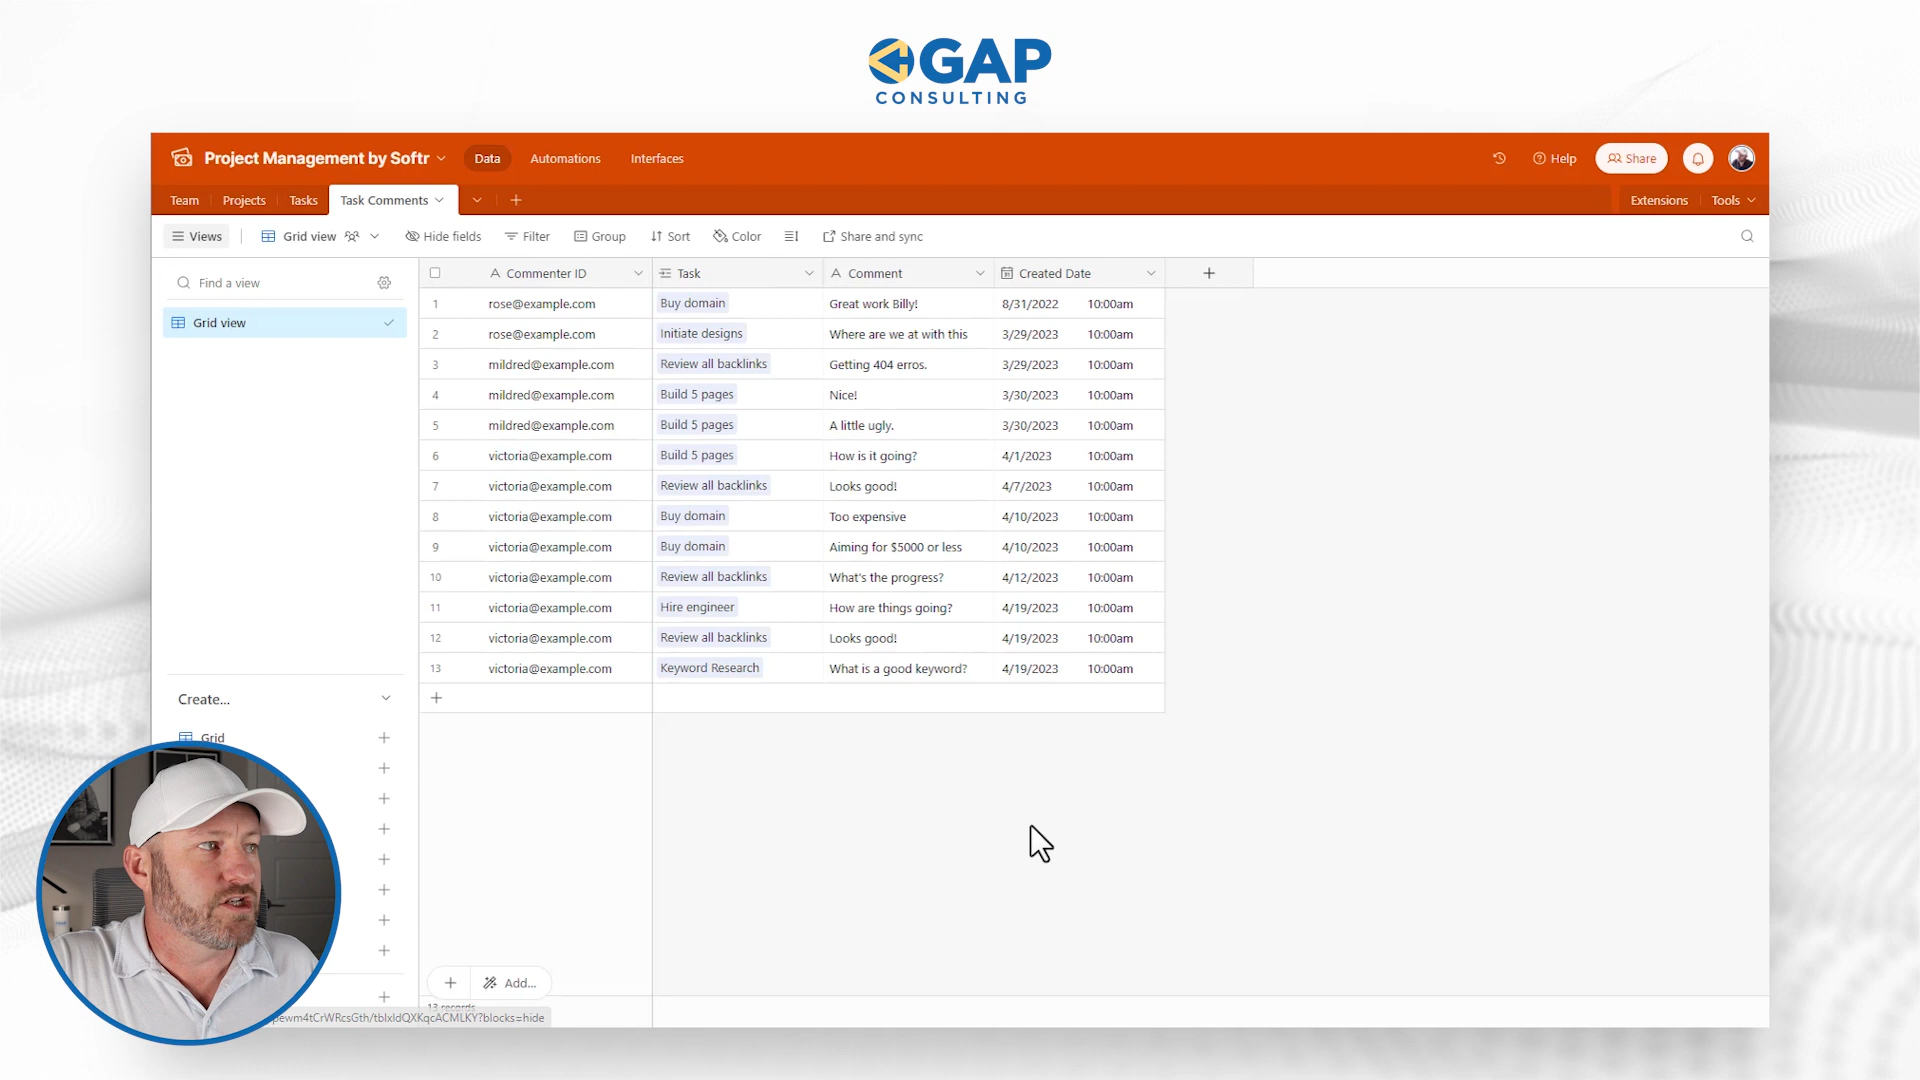 GAP
CONSULTING
Project Management by Softr Data Automations Interfaces Help Share
Team Projects Tasks Task Comments Extensions Tools
Views Grid view Hide fields Filter Group Sort Color Share and sync
Find a view
Grid view
Commenter ID Task Comment Created Date
1 rose@example.com Buy domain Great work Billy! 8/31/2022 10:00am
2 rose@example.com Initiate designs Where are we at with this 3/29/2023 10:00am
3 mildred@example.com Review all backlinks Getting 404 erros. 3/29/2023 10:00am
4 mildred@example.com Build 5 pages Nice! 3/30/2023 10:00am
5 mildred@example.com Build 5 pages A little ugly. 3/30/2023 10:00am
6 victoria@example.com Build 5 pages How is it going? 4/1/2023 10:00am
7 victoria@example.com Review all backlinks Looks good! 4/7/2023 10:00am
8 victoria@example.com Buy domain Too expensive 4/10/2023 10:00am
9 victoria@example.com Buy domain Aiming for $5000 or less 4/10/2023 10:00am
10 victoria@example.com Review all backlinks What's the progress? 4/12/2023 10:00am
11 victoria@example.com Hire engineer How are things going? 4/19/2023 10:00am
12 victoria@example.com Review all backlinks Looks good! 4/19/2023 10:00am
13 victoria@example.com Keyword Research What is a good keyword? 4/19/2023 10:00am
Create...
Grid
Add...
13 records